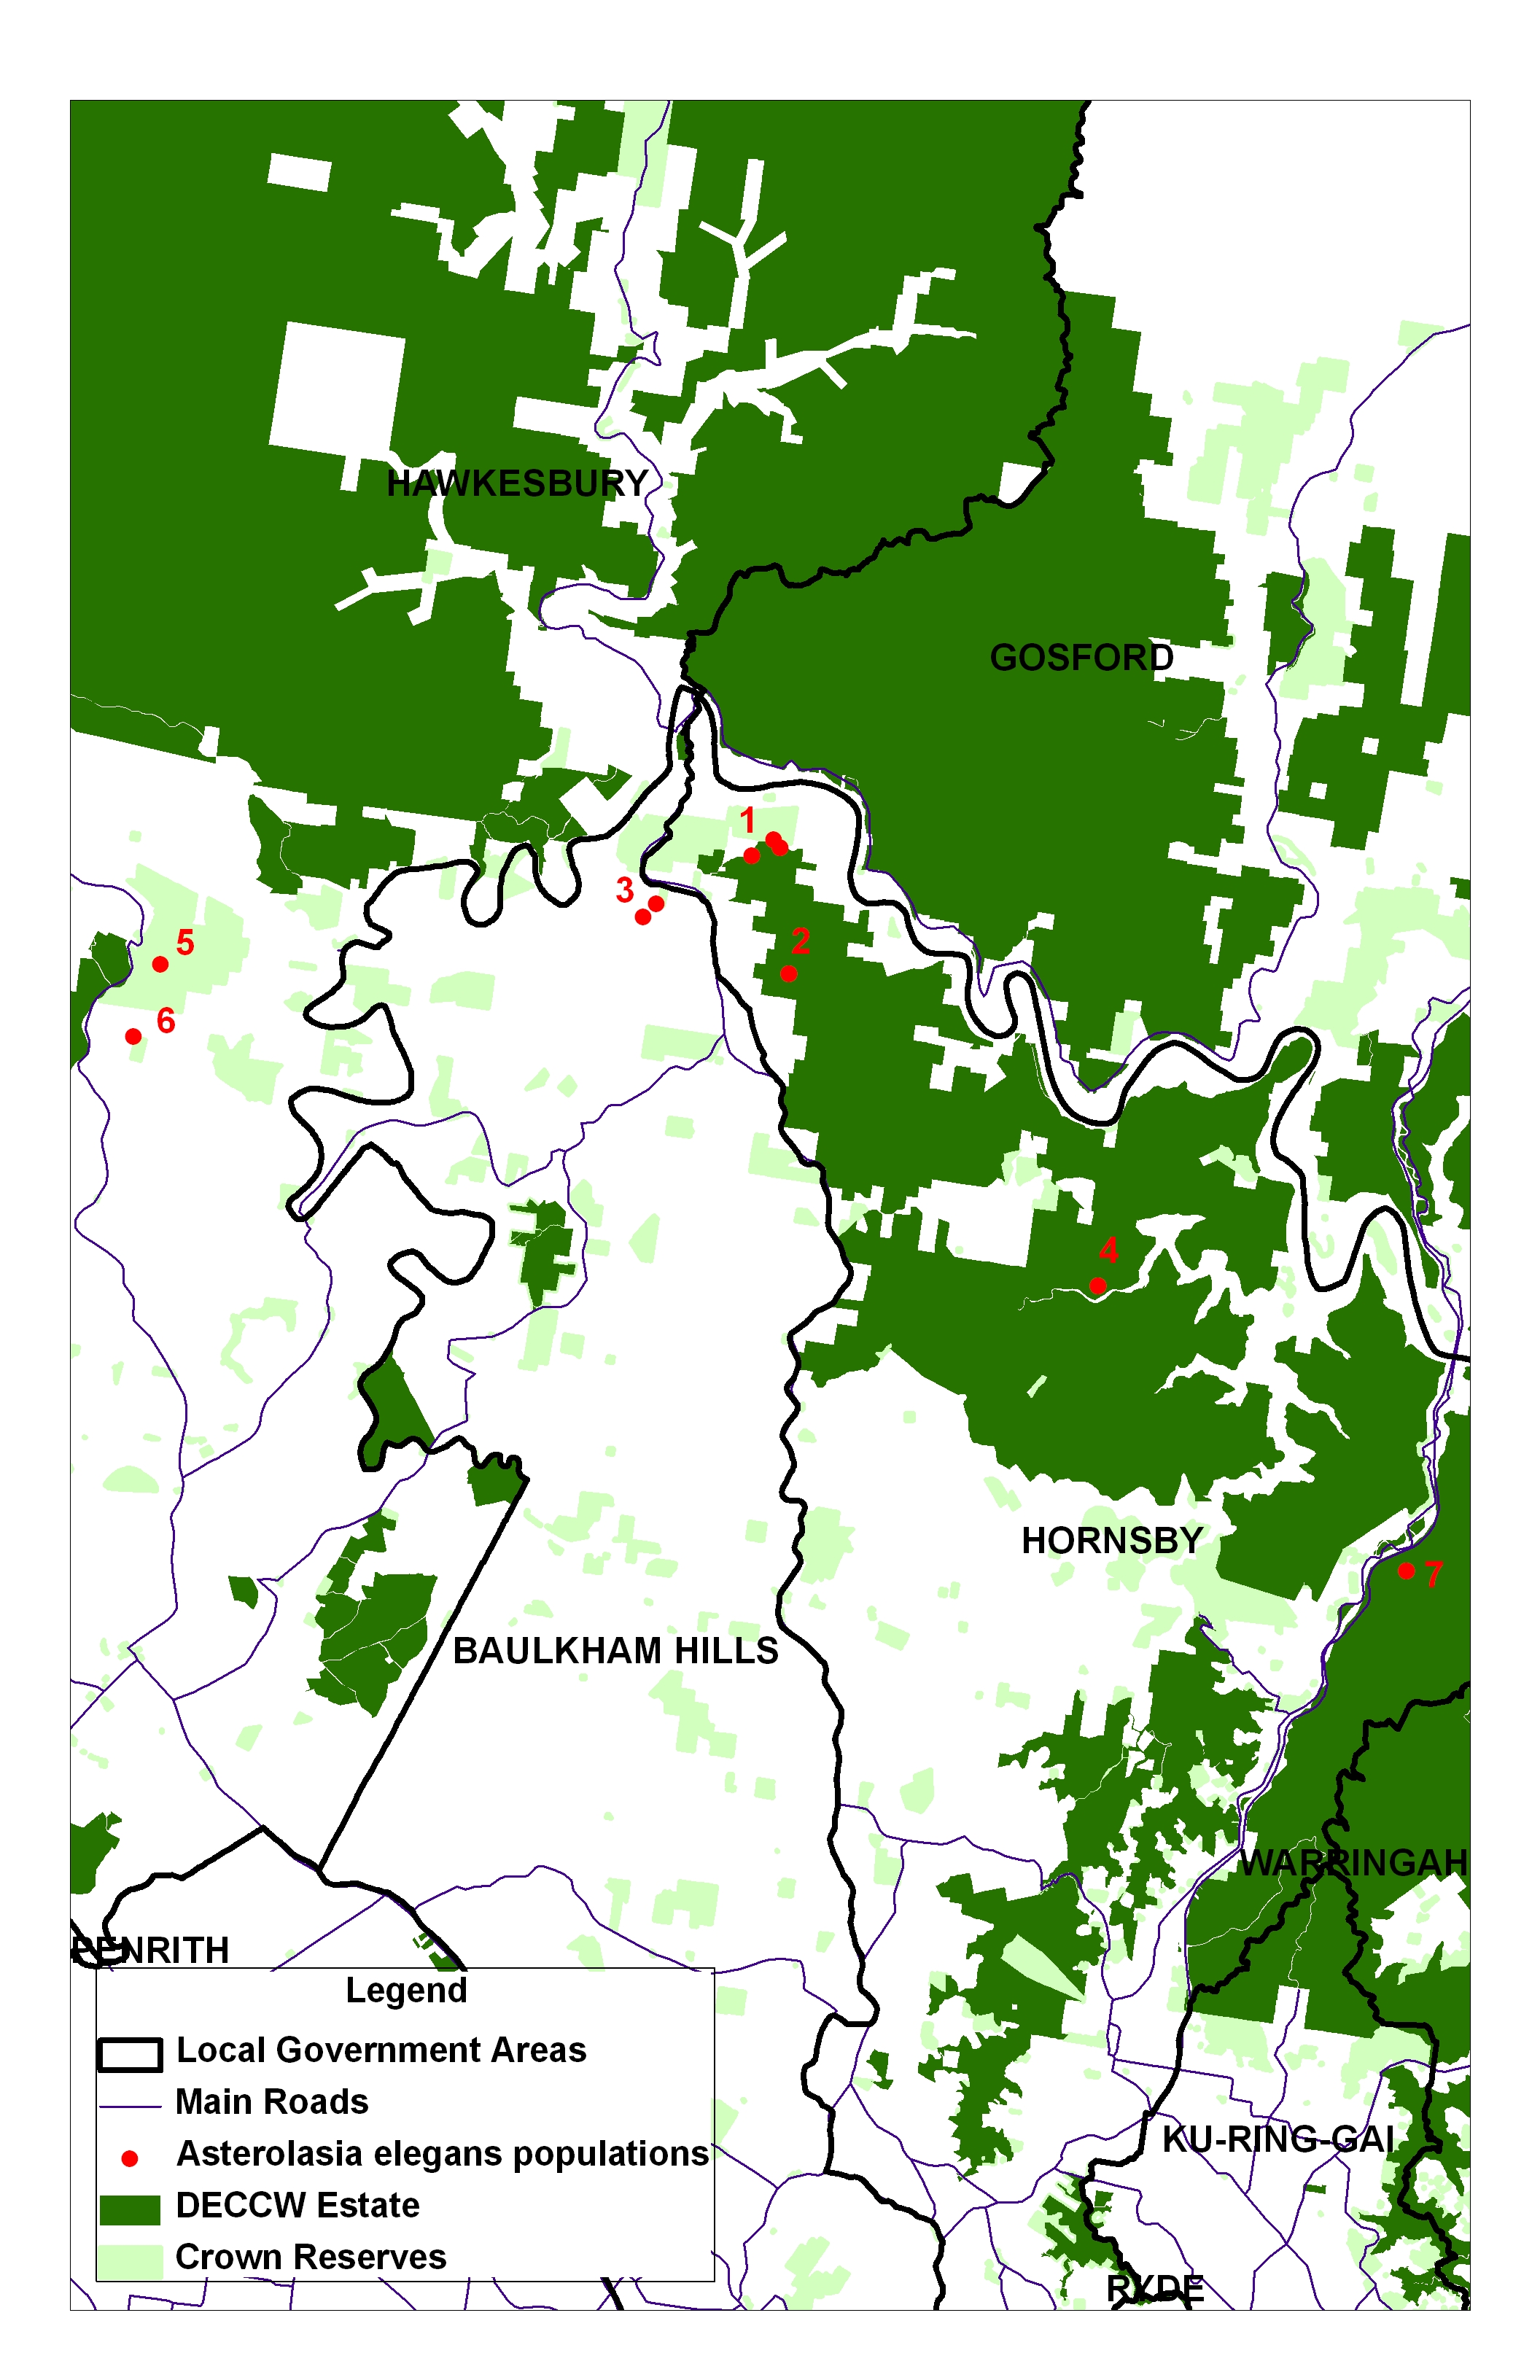 HAWKESBURY
GOSFORD
1
3
2
5
6
4
HORNSBY
7
BAULKHAM HILLS
WARRINGAH
PENRITH
Legend
Local Government Areas
Main Roads
Asterolasia elegans populations
DECCW Estate
Crown Reserves
KU-RING-GAI
RYDE